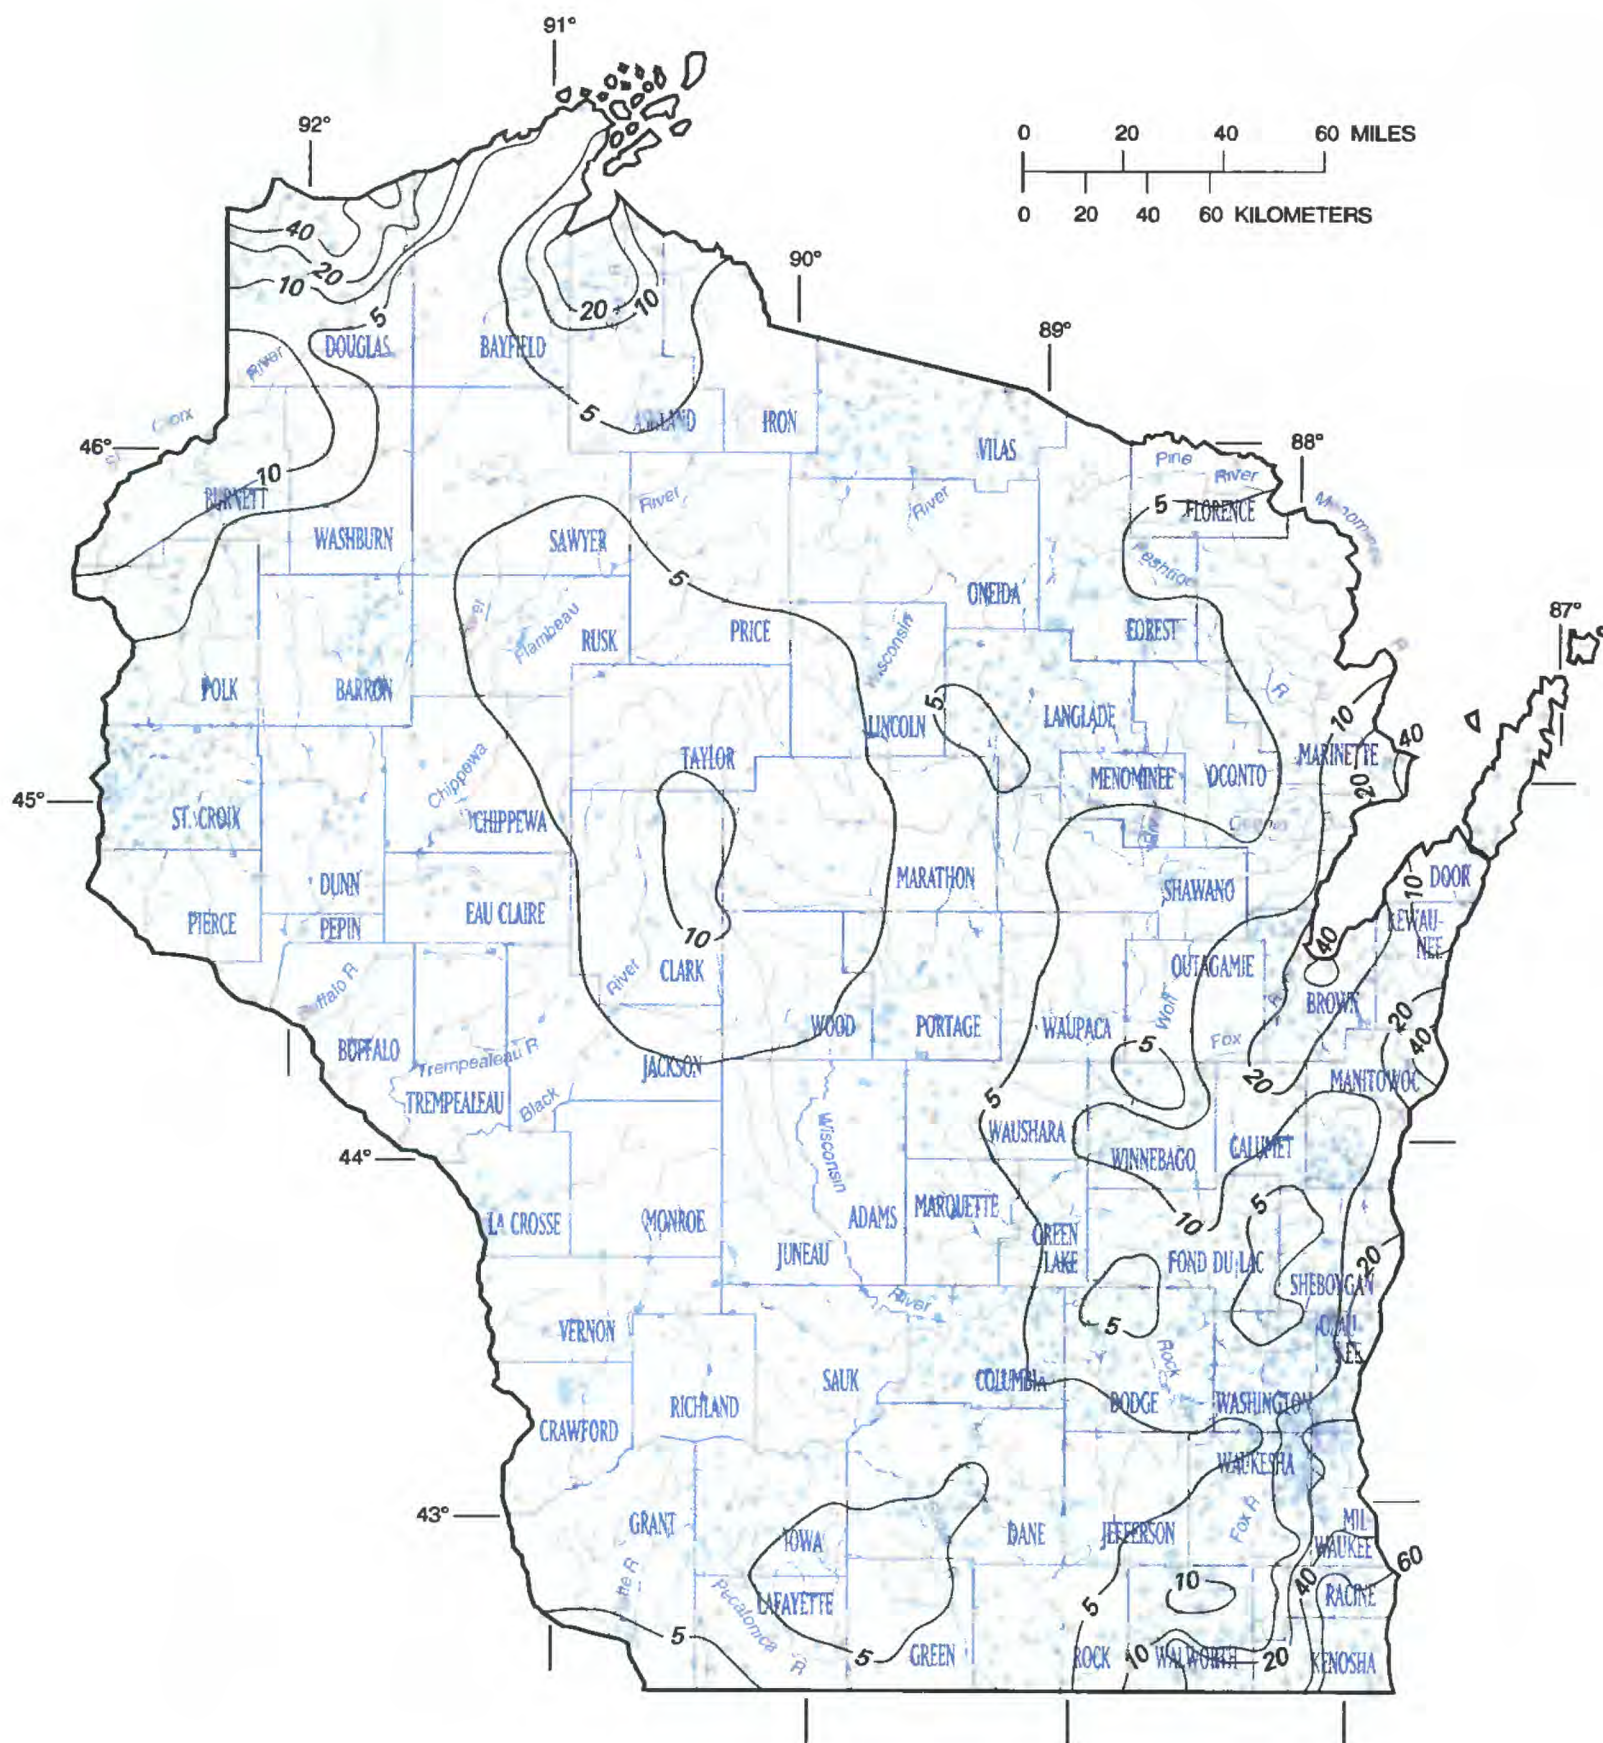 91°
92°
0 20 40 60 MILES
0 20 40 60 KILOMETERS
40
20
10
5
20
10
90°
89°
River
DOUGLAS
BAYFIELD
5
ASHLAND
IRON
VILAS
88°
46°
Pine
River
10
BURNETT
River
River
5
FLORENCE
WASHBURN
SAWYER
Peshtigo
5
ONEIDA
87°
Flambeau
RUSK
PRICE
Wisconsin
FOREST
POLK
BARRON
R
5
LINCOLN
LANGLADE
10
40
TAYLOR
MARINETTE
MENOMINEE
OCONTO
20
45°
Chippewa
ST. CROIX
CHIPPEWA
DUNN
MARATHON
SHAWANO
10
DOOR
PIERCE
PEPIN
EAU CLAIRE
KEWAU-
NEE
10
40
CLARK
OUTAGAMIE
River
Buffalo R
Wolf
BROWN
20
WOOD
PORTAGE
WAUPACA
Fox
R
40
BUFFALO
Trempealeau R
JACKSON
5
20
MANITOWOC
TREMPEALEAU
Black
5
WAUSHARA
Wisconsin
44°
WINNEBAGO
CALUMET
LA CROSSE
MONROE
ADAMS
MARQUETTE
10
5
JUNEAU
GREEN
LAKE
FOND DU LAC
20
SHEBOYGAN
River
5
VERNON
OZAU-
KEE
Rock
SAUK
COLUMBIA
RICHLAND
DODGE
WASHINGTON
CRAWFORD
WAUKESHA
43°
GRANT
IOWA
DANE
JEFFERSON
Fox R
MIL
WAUKEE
60
10
40
LAFAYETTE
RACINE
Pecatonica
R
5
5
5
GREEN
ROCK
10
WALWORTH
20
KENOSHA